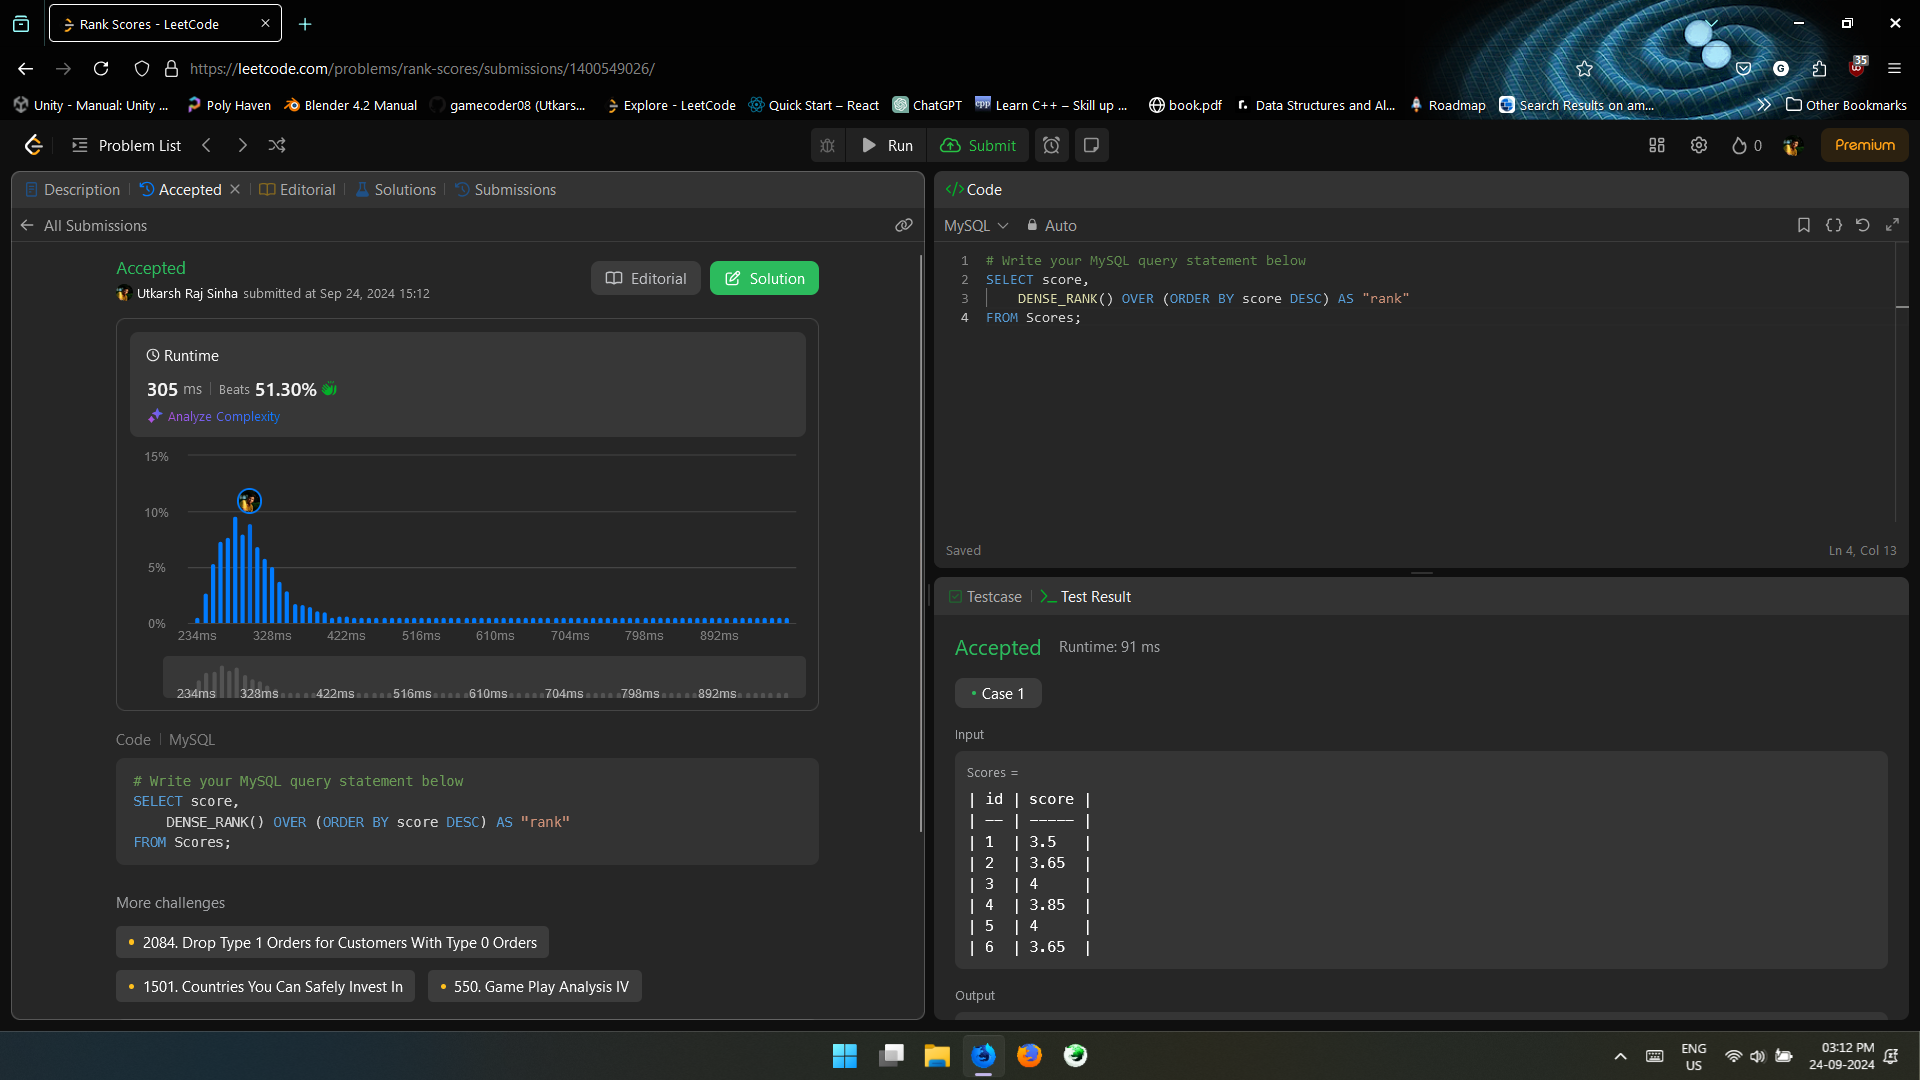 Rank Scores - LeetCode
https://leetcode.com/problems/rank-scores/submissions/1400549026/
35
Unity - Manual: Unity ...
Poly Haven
Blender 4.2 Manual
gamecoder08 (Utkars...
Explore - LeetCode
Quick Start – React
ChatGPT
Learn C++ – Skill up ...
book.pdf
Data Structures and Al...
Roadmap
Search Results on am...
Other Bookmarks
Problem List
Run
Submit
0
Premium
Description
Accepted
Editorial
Solutions
Submissions
All Submissions
Accepted
Utkarsh Raj Sinha submitted at Sep 24, 2024 15:12
Editorial
Solution
Runtime
305 ms | Beats 51.30%
Analyze Complexity
15%
10%
5%
0%
234ms 328ms 422ms 516ms 610ms 704ms 798ms 892ms
234ms 328ms 422ms 516ms 610ms 704ms 798ms 892ms
Code | MySQL
# Write your MySQL query statement below
SELECT score,
DENSE_RANK() OVER (ORDER BY score DESC) AS "rank"
FROM Scores;
More challenges
2084. Drop Type 1 Orders for Customers With Type 0 Orders
1501. Countries You Can Safely Invest In
550. Game Play Analysis IV
</> Code
MySQL
Auto
1 # Write your MySQL query statement below
2 SELECT score,
3 DENSE_RANK() OVER (ORDER BY score DESC) AS "rank"
4 FROM Scores;
Saved
Ln 4, Col 13
Testcase
Test Result
Accepted Runtime: 91 ms
Case 1
Input
Scores =
| id | score |
| -- | ----- |
| 1 | 3.5 |
| 2 | 3.65 |
| 3 | 4 |
| 4 | 3.85 |
| 5 | 4 |
| 6 | 3.65 |
Output
ENG
US
03:12 PM
24-09-2024